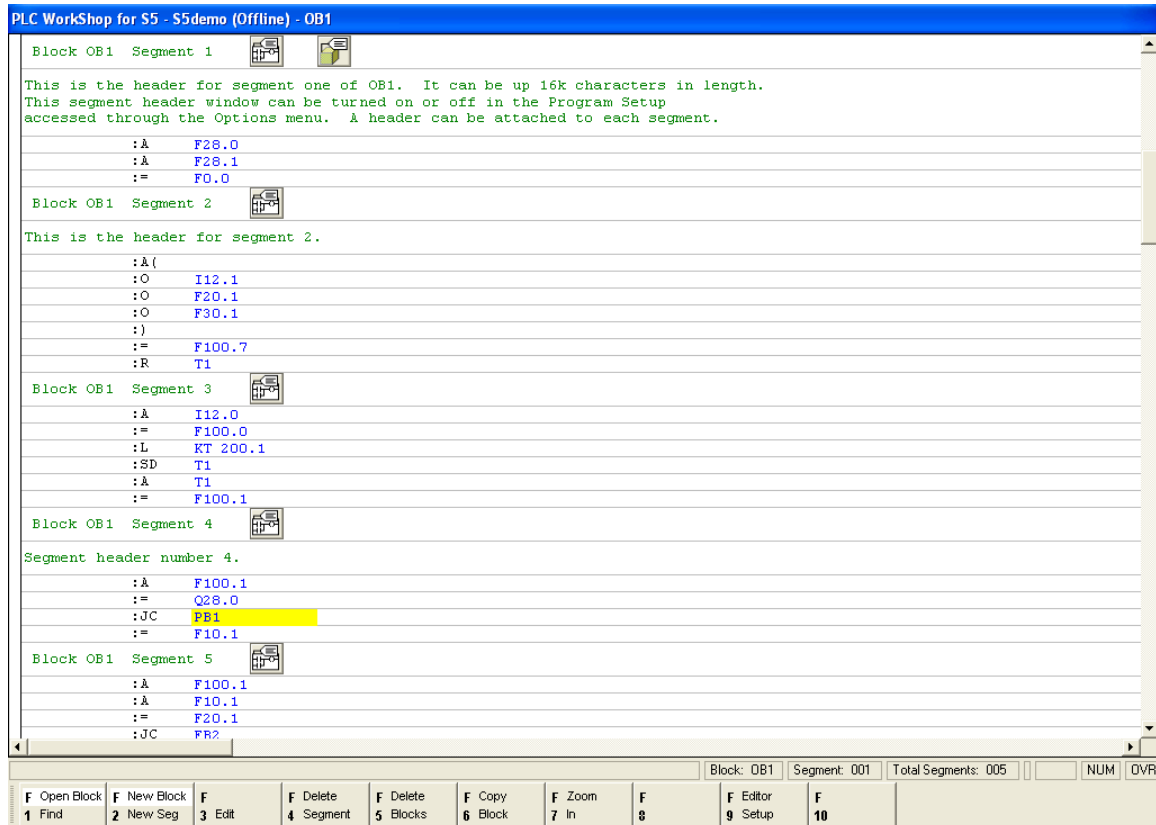 PLC WorkShop for S5 - S5demo (Offline) - OB1
Block OB1 Segment 1
This is the header for segment one of OB1. It can be up 16k characters in length.
This segment header window can be turned on or off in the Program Setup
accessed through the Options menu. A header can be attached to each segment.
:A F28.0
:A F28.1
:= F0.0
Block OB1 Segment 2
This is the header for segment 2.
:A(
:O I12.1
:O F20.1
:O F30.1
:)
:= F100.7
:R T1
Block OB1 Segment 3
:A I12.0
:= F100.0
:L KT 200.1
:SD T1
:A T1
:= F100.1
Block OB1 Segment 4
Segment header number 4.
:A F100.1
:= Q28.0
:JC PB1
:= F10.1
Block OB1 Segment 5
:A F100.1
:A F10.1
:= F20.1
:JC
Block: OB1 Segment: 001 Total Segments: 005 NUM OVR
F Open Block F New Block F F Delete F Delete F Copy F Zoom F F Editor F
1 Find 2 New Seg 3 Edit 4 Segment 5 Blocks 6 Block 7 In 8 9 Setup 10